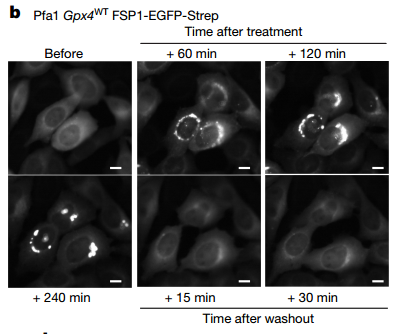 b Pfa1 Gpx4WT FSP1-EGFP-Strep
Time after treatment
Before + 60 min + 120 min
+ 240 min + 15 min + 30 min
Time after washout